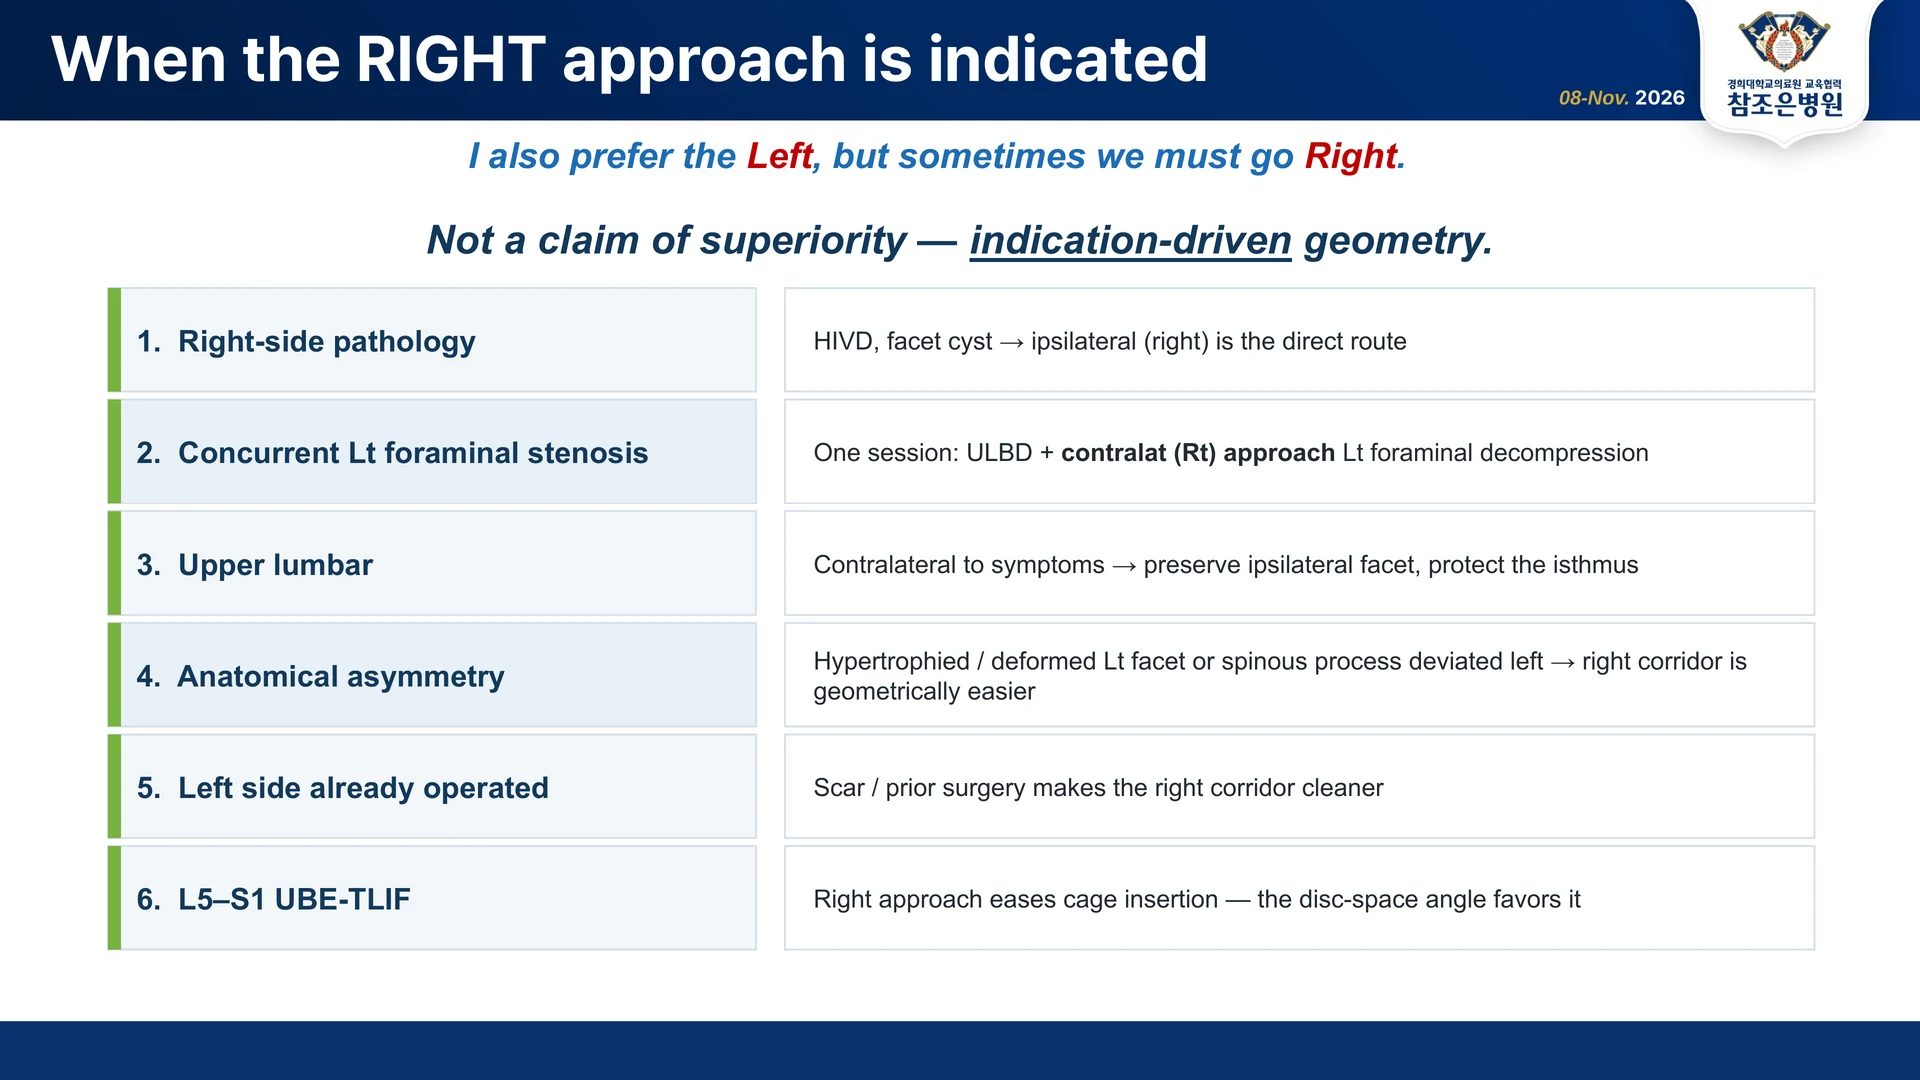 When the RIGHT approach is indicated
08-Nov. 2026
경희대학교의료원 교육협력
참조은병원
I also prefer the Left, but sometimes we must go Right.
Not a claim of superiority — indication-driven geometry.
1. Right-side pathology
HIVD, facet cyst → ipsilateral (right) is the direct route
2. Concurrent Lt foraminal stenosis
One session: ULBD + contralat (Rt) approach Lt foraminal decompression
3. Upper lumbar
Contralateral to symptoms → preserve ipsilateral facet, protect the isthmus
4. Anatomical asymmetry
Hypertrophied / deformed Lt facet or spinous process deviated left → right corridor is
geometrically easier
5. Left side already operated
Scar / prior surgery makes the right corridor cleaner
6. L5–S1 UBE-TLIF
Right approach eases cage insertion — the disc-space angle favors it